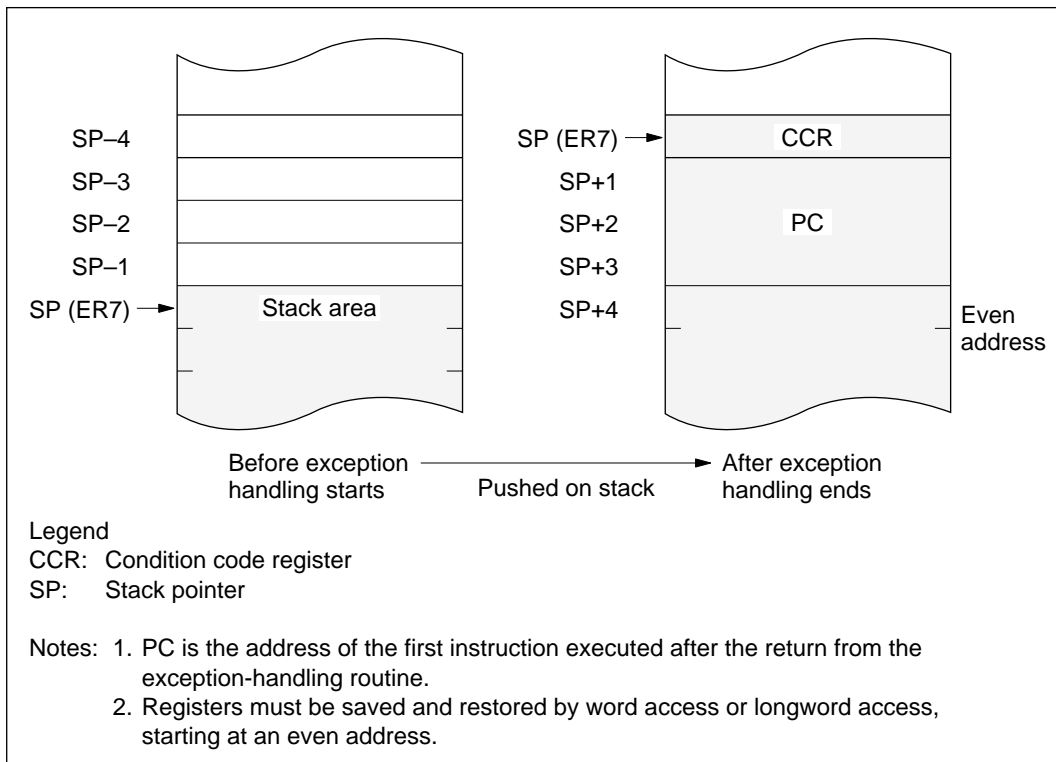 SP–4
SP–3
SP–2
SP–1
SP (ER7)
Stack area
SP (ER7)
SP+1
SP+2
SP+3
SP+4
CCR
PC
Even
address
Before exception
handling starts
Pushed on stack
After exception
handling ends
Legend
CCR: Condition code register
SP: Stack pointer
Notes: 1. PC is the address of the first instruction executed after the return from the
exception-handling routine.
2. Registers must be saved and restored by word access or longword access,
starting at an even address.